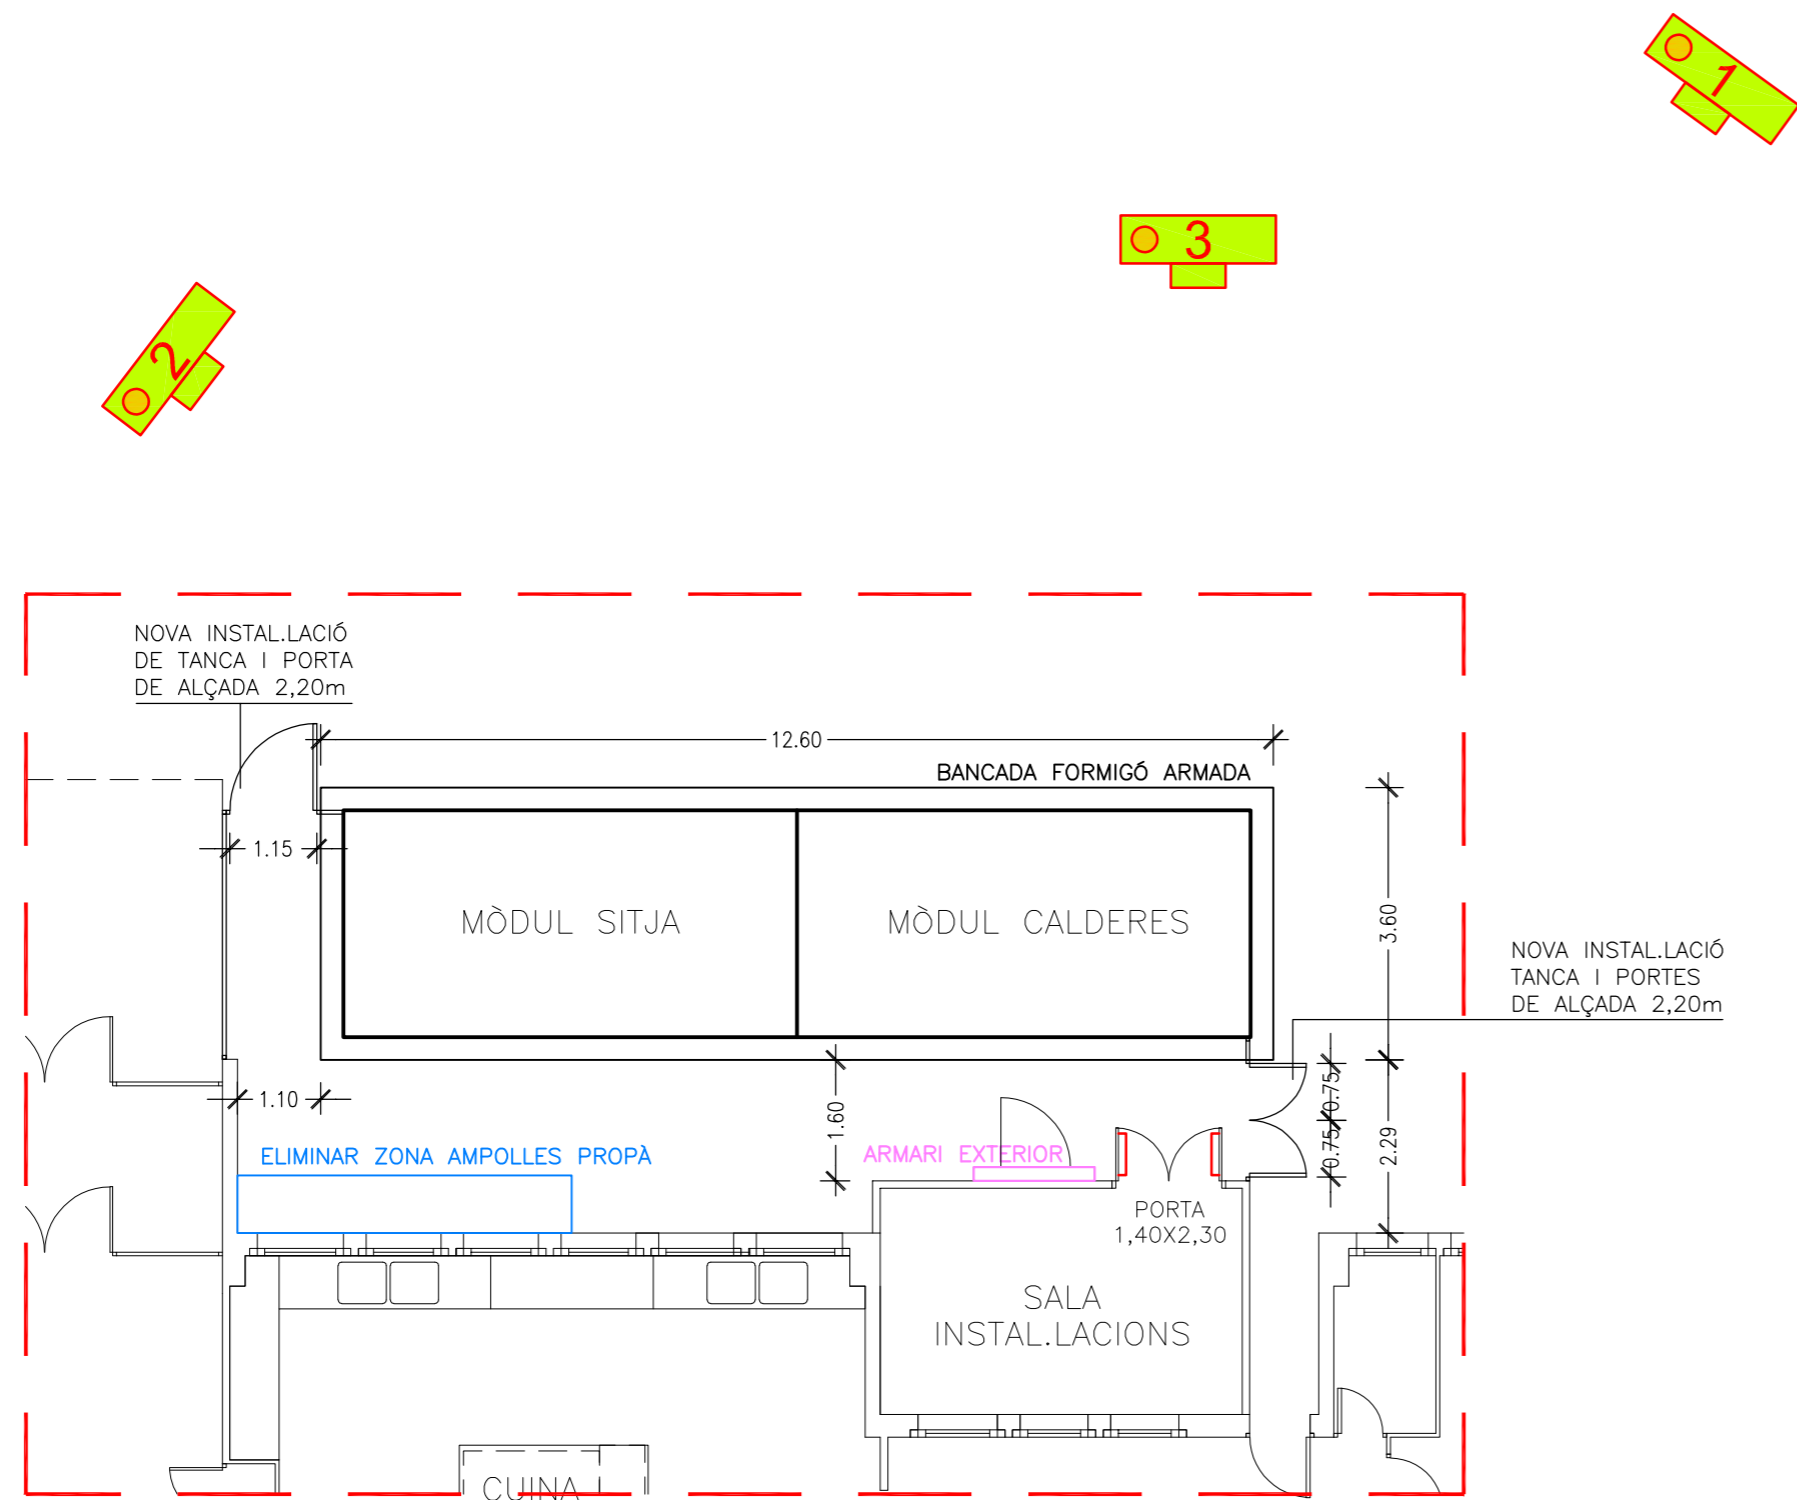 1
3
2
NOVA INSTAL.LACIÓ
DE TANCA I PORTA
DE ALÇADA 2,20m
12.60
BANCADA FORMIGÓ ARMADA
1.15
MÒDUL SITJA
MÒDUL CALDERES
3.60
NOVA INSTAL.LACIÓ
TANCA I PORTES
DE ALÇADA 2,20m
1.10
1.60
0.75
0.75
2.29
ELIMINAR ZONA AMPOLLES PROPÀ
ARMARI EXTERIOR
PORTA
1,40X2,30
SALA
INSTAL.LACIONS
CUINA